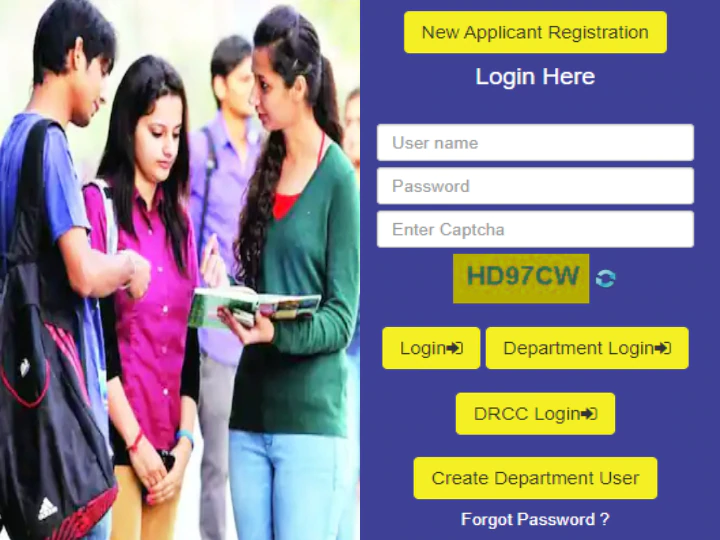 New Applicant Registration
Login Here
User name
Password
Enter Captcha
HD97CW
Login
Department Login
DRCC Login
Create Department User
Forgot Password ?